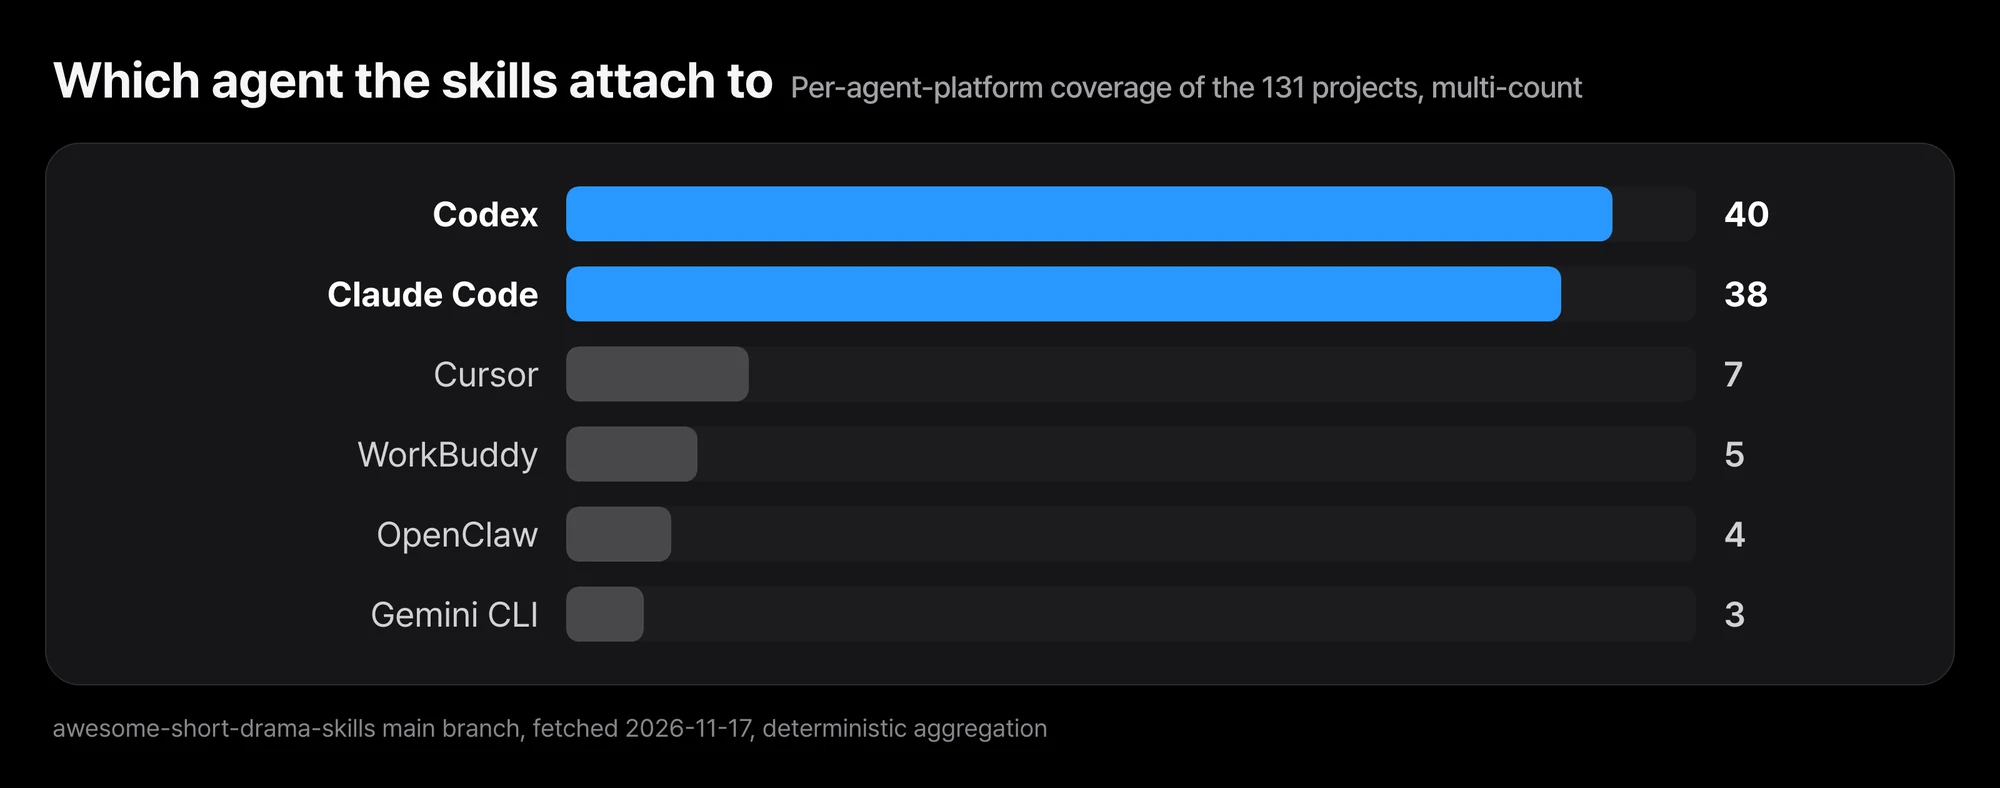 Which agent the skills attach to Per-agent-platform coverage of the 131 projects, multi-count
Codex 40
Claude Code 38
Cursor 7
WorkBuddy 5
OpenClaw 4
Gemini CLI 3
awesome-short-drama-skills main branch, fetched 2026-11-17, deterministic aggregation